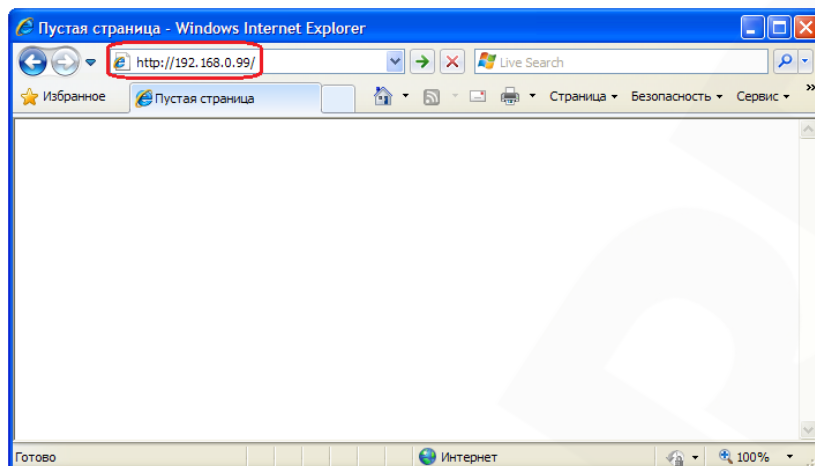 Пустая страница - Windows Internet Explorer
http://192.168.0.99/
Live Search
Избранное
Пустая страница
Страница
Безопасность
Сервис
Готово
Интернет
100%